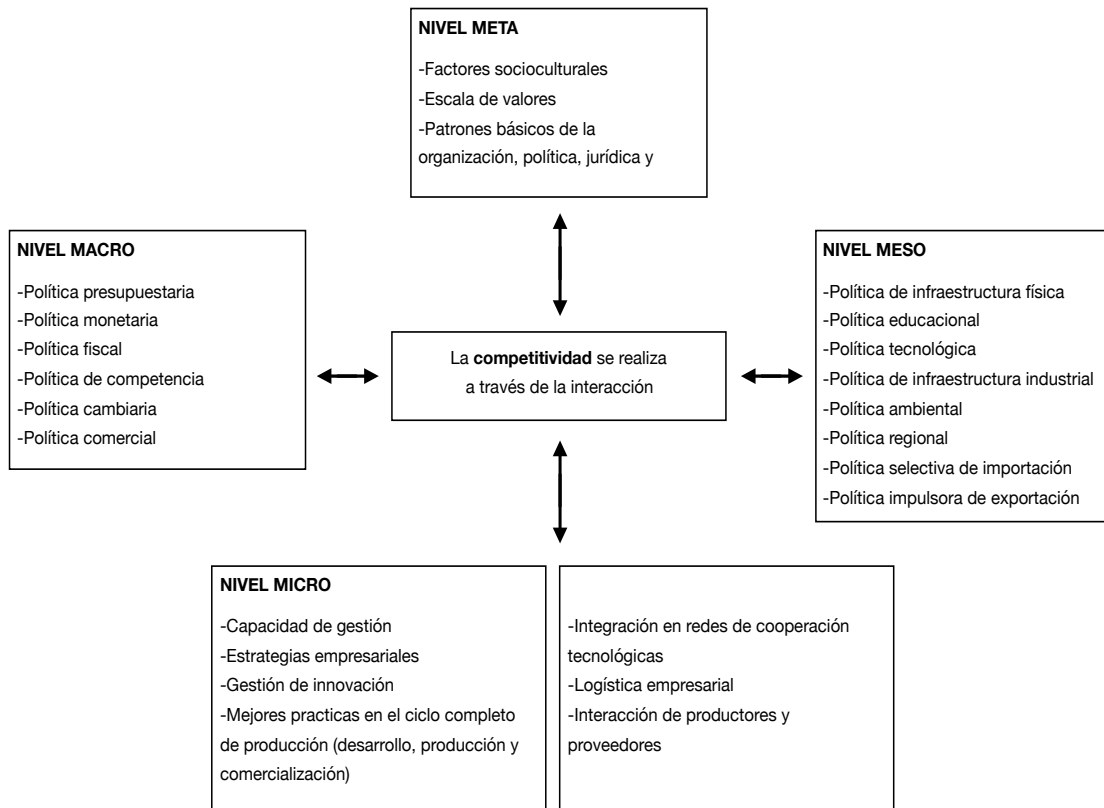 NIVEL META
-Factores socioculturales
-Escala de valores
-Patrones básicos de la
organización, política, jurídica y
NIVEL MACRO
-Política presupuestaria
-Política monetaria
-Política fiscal
-Política de competencia
-Política cambiaria
-Política comercial
La competitividad se realiza
a través de la interacción
NIVEL MESO
-Política de infraestructura física
-Política educacional
-Política tecnológica
-Política de infraestructura industrial
-Política ambiental
-Política regional
-Política selectiva de importación
-Política impulsora de exportación
NIVEL MICRO
-Capacidad de gestión
-Estrategias empresariales
-Gestión de innovación
-Mejores practicas en el ciclo completo
de producción (desarrollo, producción y
comercialización)
-Integración en redes de cooperación
tecnológicas
-Logística empresarial
-Interacción de productores y
proveedores